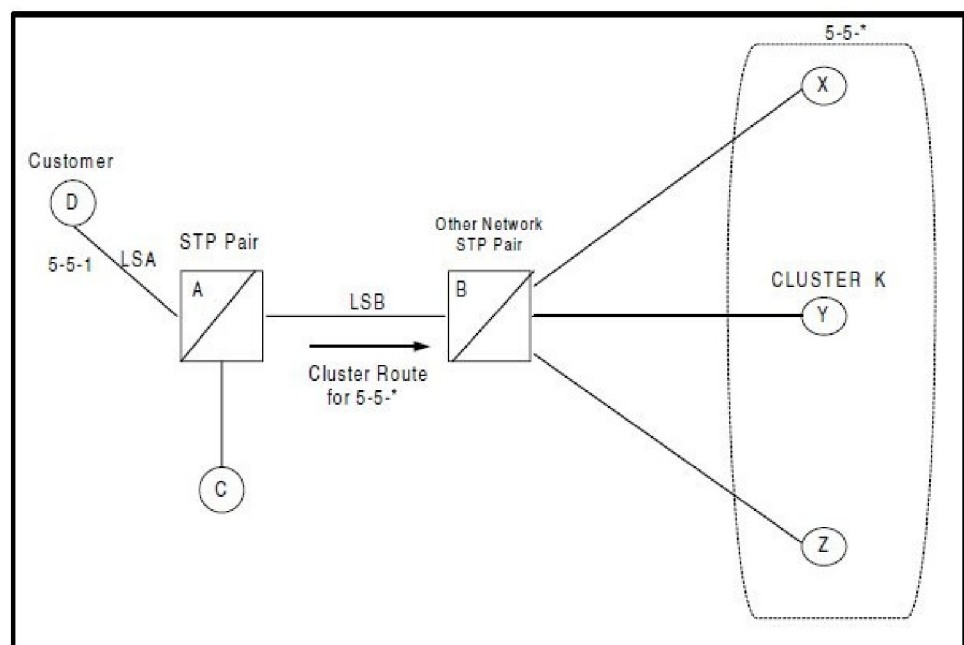 5-5-*
X
Customer
D
5-5-1
LSA
STP Pair
A
LSB
Cluster Route
for 5-5-*
Other Network
STP Pair
B
CLUSTER K
Y
C
Z